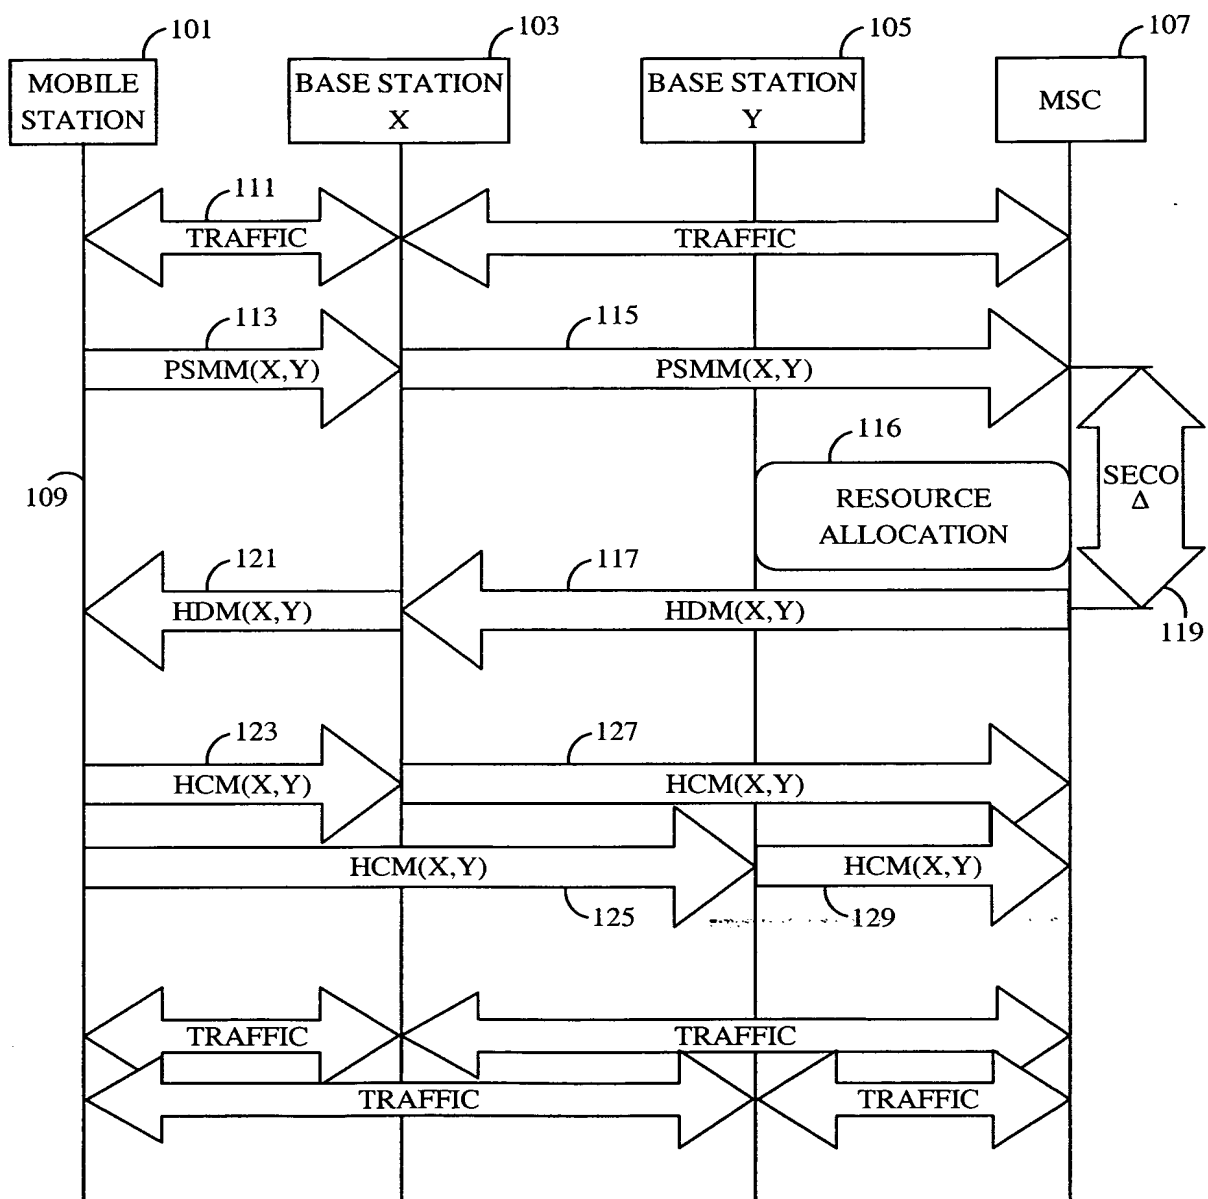 101
103
105
107
MOBILE
STATION
BASE STATION
X
BASE STATION
Y
MSC
111
TRAFFIC
TRAFFIC
113
115
PSMM(X,Y)
PSMM(X,Y)
116
109
RESOURCE
ALLOCATION
SECO
Δ
121
117
HDM(X,Y)
HDM(X,Y)
119
123
127
HCM(X,Y)
HCM(X,Y)
HCM(X,Y)
HCM(X,Y)
125
129
TRAFFIC
TRAFFIC
TRAFFIC
TRAFFIC